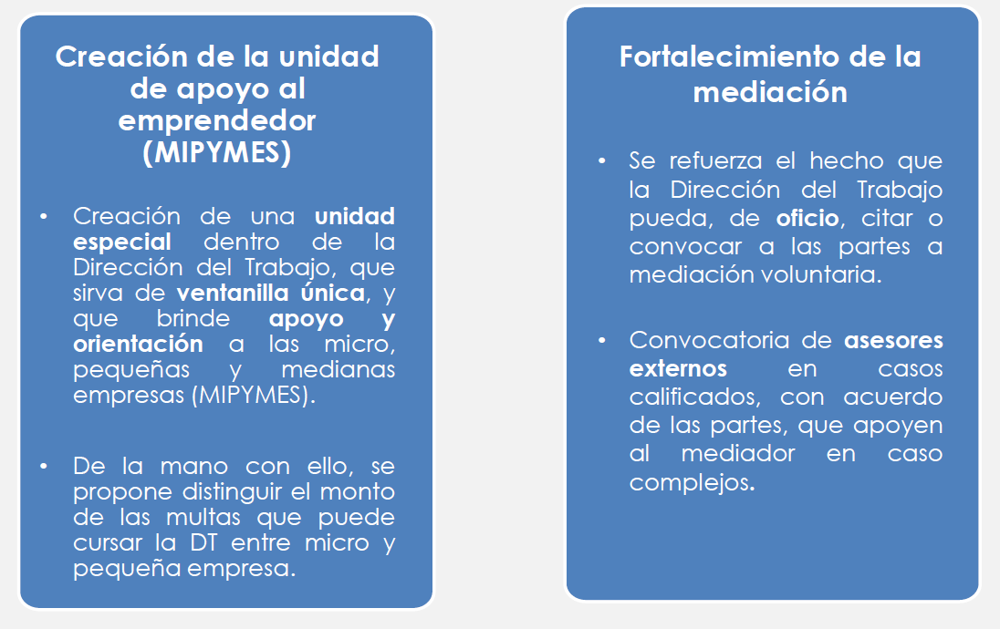 Creación de la unidad
de apoyo al
emprendedor
(MIPYMES)
• Creación de una unidad
especial dentro de la
Dirección del Trabajo, que
sirva de ventanilla única, y
que brinde apoyo y
orientación a las micro,
pequeñas y medianas
empresas (MIPYMES).
• De la mano con ello, se
propone distinguir el monto
de las multas que puede
cursar la DT entre micro y
pequeña empresa.
Fortalecimiento de la
mediación
• Se refuerza el hecho que
la Dirección del Trabajo
pueda, de oficio, citar o
convocar a las partes a
mediación voluntaria.
• Convocatoria de asesores
externos en casos
calificados, con acuerdo
de las partes, que apoyen
al mediador en caso
complejos.